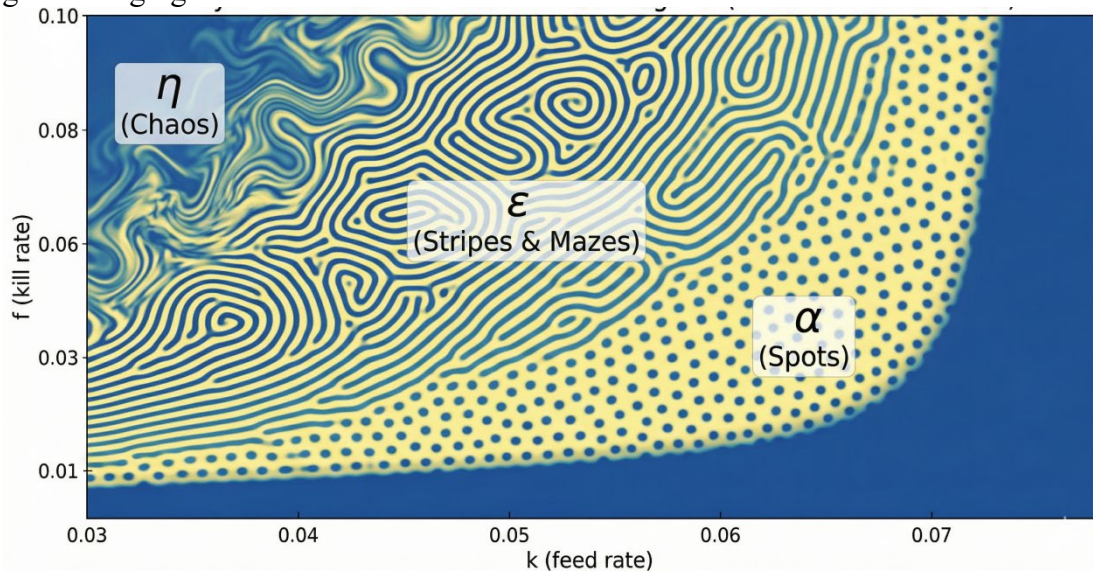 0.10
η
(Chaos)
0.08
ε
(Stripes & Mazes)
0.06
α
(Spots)
0.03
0.01
f (kill rate)
0.03 0.04 0.05 0.06 0.07
k (feed rate)